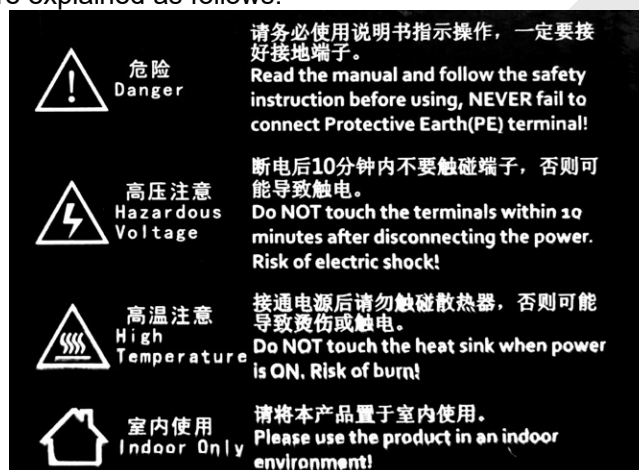 re explained as follows:
请务必使用说明书指示操作，一定要接
好接地端子。
危险
Danger
Read the manual and follow the safety
instruction before using, NEVER fail to
connect Protective Earth(PE) terminal!
断电后10分钟内不要触碰端子，否则可
能导致触电。
高压注意
Hazardous
Voltage
Do NOT touch the terminals within 10
minutes after disconnecting the power.
Risk of electric shock!
接通电源后请勿触碰散热器，否则可能
导致烫伤或触电。
高温注意
High
Temperature
Do NOT touch the heat sink when power
is ON. Risk of burn!
请将本产品置于室内使用。
室内使用
Indoor Only
Please use the product in an indoor
environment!